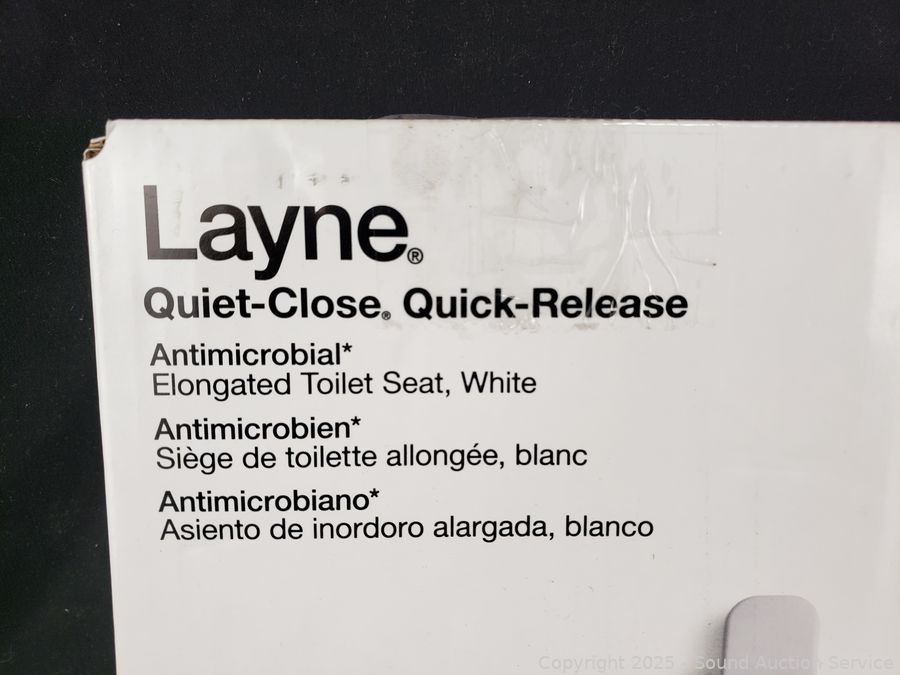 Layne®
Quiet-Close® Quick-Release
Antimicrobial*
Elongated Toilet Seat, White
Antimicrobien*
Siège de toilette allongée, blanc
Antimicrobiano*
Asiento de inordoro alargada, blanco
Copyright 2025 - Sound Auction Service